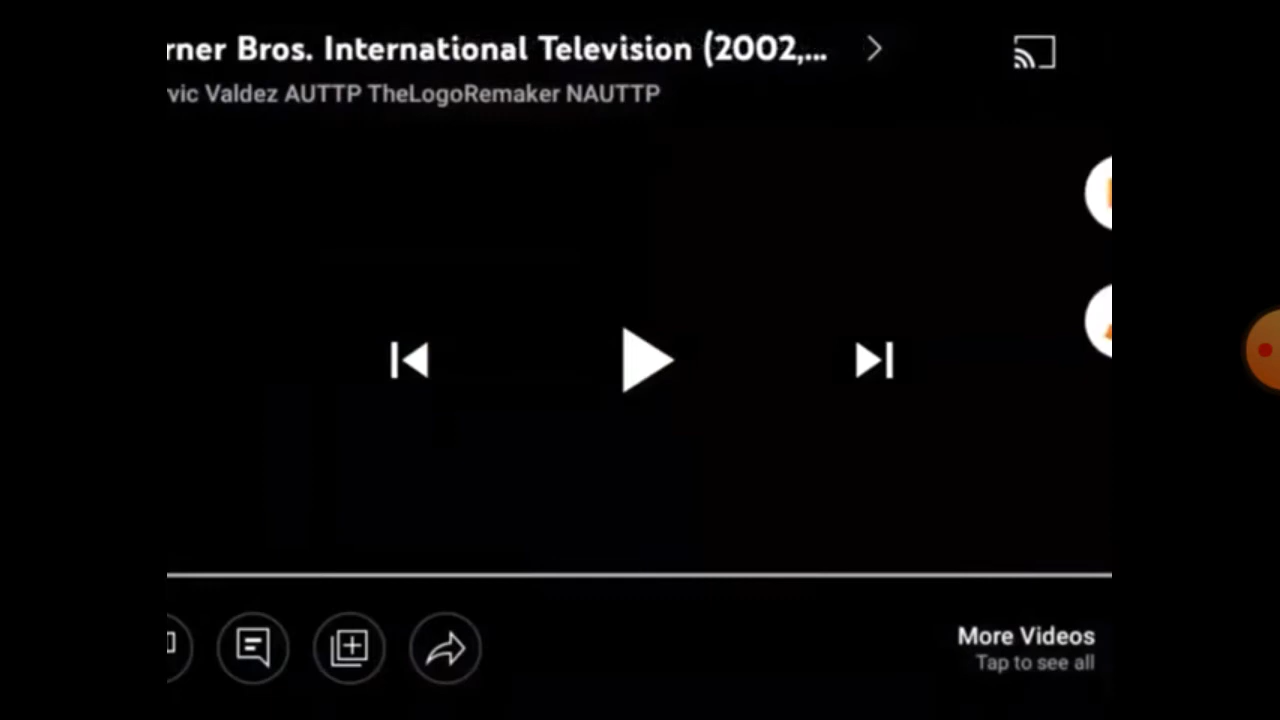 rner Bros. International Television (2002,...
vic Valdez AUTTP TheLogoRemaker NAUTTP
More Videos
Tap to see all